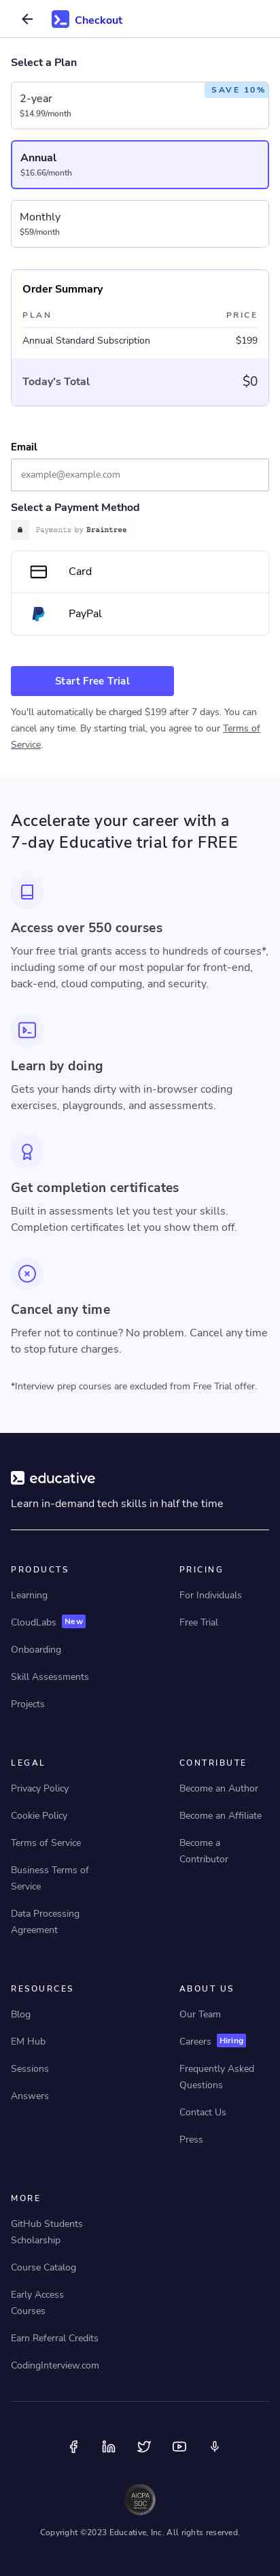 Checkout
Select a Plan
SAVE 10%
2-year
$14.99/month
Annual
$16.66/month
Monthly
$59/month
Order Summary
PLAN PRICE
Annual Standard Subscription $199
Today's Total $0
Email
example@example.com
Select a Payment Method
Payments by Braintree
Card
PayPal
Start Free Trial
You'll automatically be charged $199 after 7 days. You can
cancel any time. By starting trial, you agree to our Terms of
Service.
Accelerate your career with a
7-day Educative trial for FREE
Access over 550 courses
Your free trial grants access to hundreds of courses*,
including some of our most popular for front-end,
back-end, cloud computing, and security.
Learn by doing
Gets your hands dirty with in-browser coding
exercises, playgrounds, and assessments.
Get completion certificates
Built in assessments let you test your skills.
Completion certificates let you show them off.
Cancel any time
Prefer not to continue? No problem. Cancel any time
to stop future charges.
*Interview prep courses are excluded from Free Trial offer.
educative
Learn in-demand tech skills in half the time
PRODUCTS
Learning
CloudLabs New
Onboarding
Skill Assessments
Projects
PRICING
For Individuals
Free Trial
LEGAL
Privacy Policy
Cookie Policy
Terms of Service
Business Terms of
Service
Data Processing
Agreement
CONTRIBUTE
Become an Author
Become an Affiliate
Become a
Contributor
RESOURCES
Blog
EM Hub
Sessions
Answers
ABOUT US
Our Team
Careers Hiring
Frequently Asked
Questions
Contact Us
Press
MORE
GitHub Students
Scholarship
Course Catalog
Early Access
Courses
Earn Referral Credits
CodingInterview.com
AICPA
SOC
Copyright ©2023 Educative, Inc. All rights reserved.